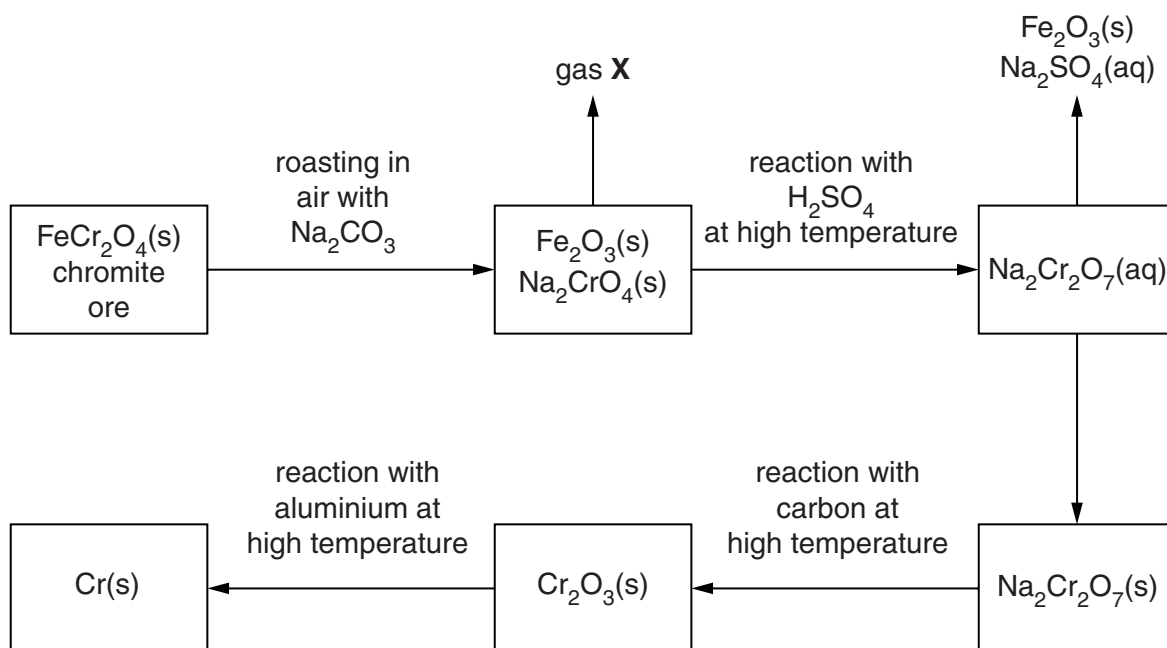 Fe₂O₃(s)
Na₂SO₄(aq)
gas X
roasting in
air with
Na₂CO₃
reaction with
H₂SO₄
at high temperature
FeCr₂O₄(s)
chromite
ore
Fe₂O₃(s)
Na₂CrO₄(s)
Na₂Cr₂O₇(aq)
reaction with
aluminium at
high temperature
reaction with
carbon at
high temperature
Cr(s)
Cr₂O₃(s)
Na₂Cr₂O₇(s)